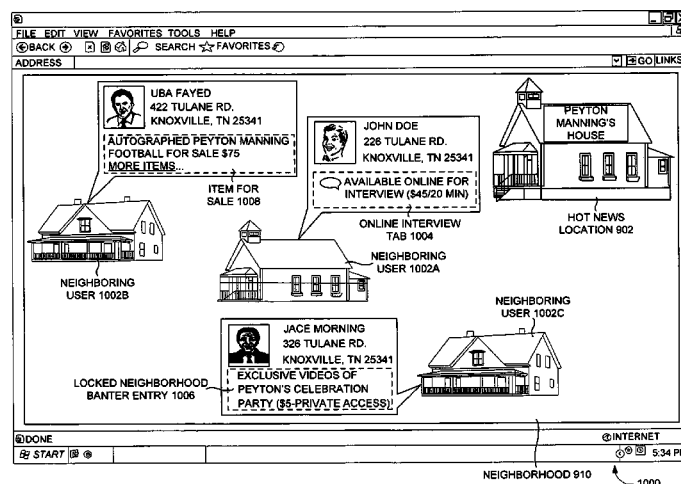 FILE EDIT VIEW FAVORITES TOOLS HELP
BACK SEARCH FAVORITES
ADDRESS GO LINKS
UBA FAYED
422 TULANE RD.
KNOXVILLE, TN 25341
AUTOGRAPHED PEYTON MANNING
FOOTBALL FOR SALE $75
MORE ITEMS...
ITEM FOR
SALE 1008
JOHN DOE
226 TULANE RD.
KNOXVILLE, TN 25341
AVAILABLE ONLINE FOR
INTERVIEW ($45/20 MIN)
ONLINE INTERVIEW
TAB 1004
PEYTON
MANNING'S
HOUSE
HOT NEWS
LOCATION 902
NEIGHBORING
USER 1002B
NEIGHBORING
USER 1002A
NEIGHBORING
USER 1002C
JACE MORNING
326 TULANE RD.
KNOXVILLE, TN 25341
EXCLUSIVE VIDEOS OF
PEYTON'S CELEBRATION
PARTY ($5-PRIVATE ACCESS)
LOCKED NEIGHBORHOOD
BANTER ENTRY 1006
DONE INTERNET
START 5:34 P
NEIGHBORHOOD 910
1000